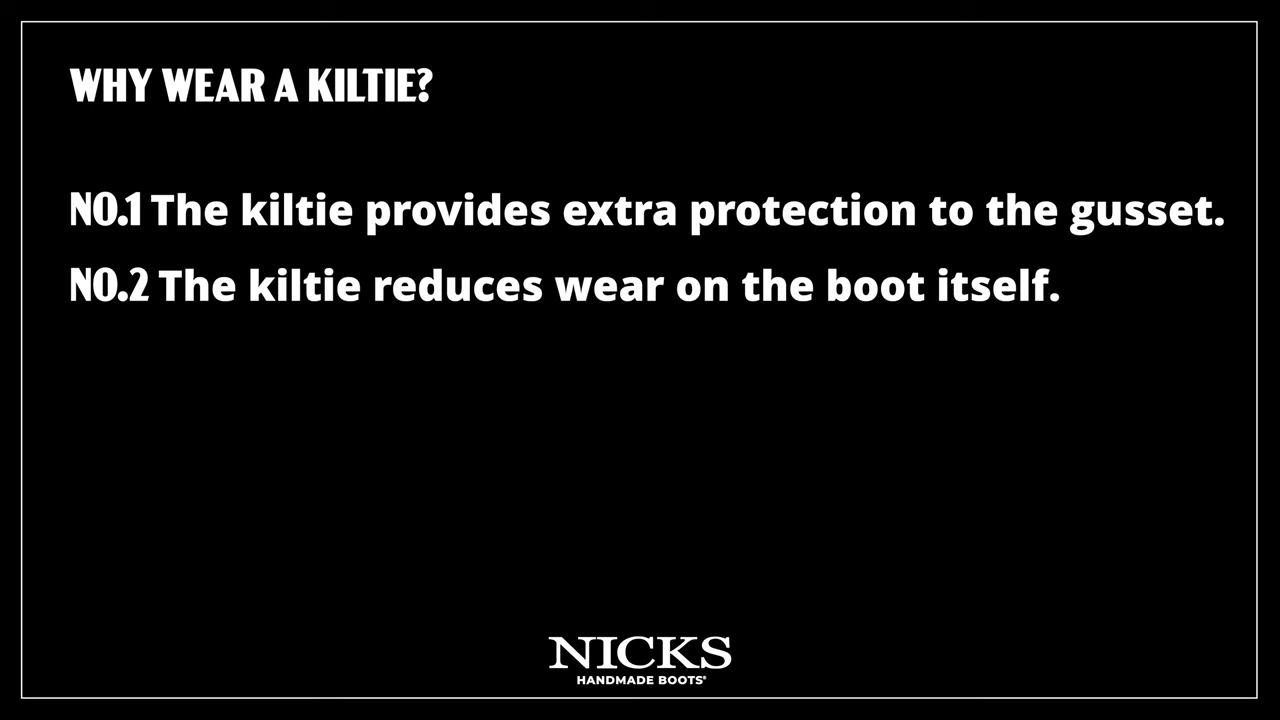 WHY WEAR A KILTIE?
NO.1 The kiltie provides extra protection to the gusset.
NO.2 The kiltie reduces wear on the boot itself.
NICKS
HANDMADE BOOTS®